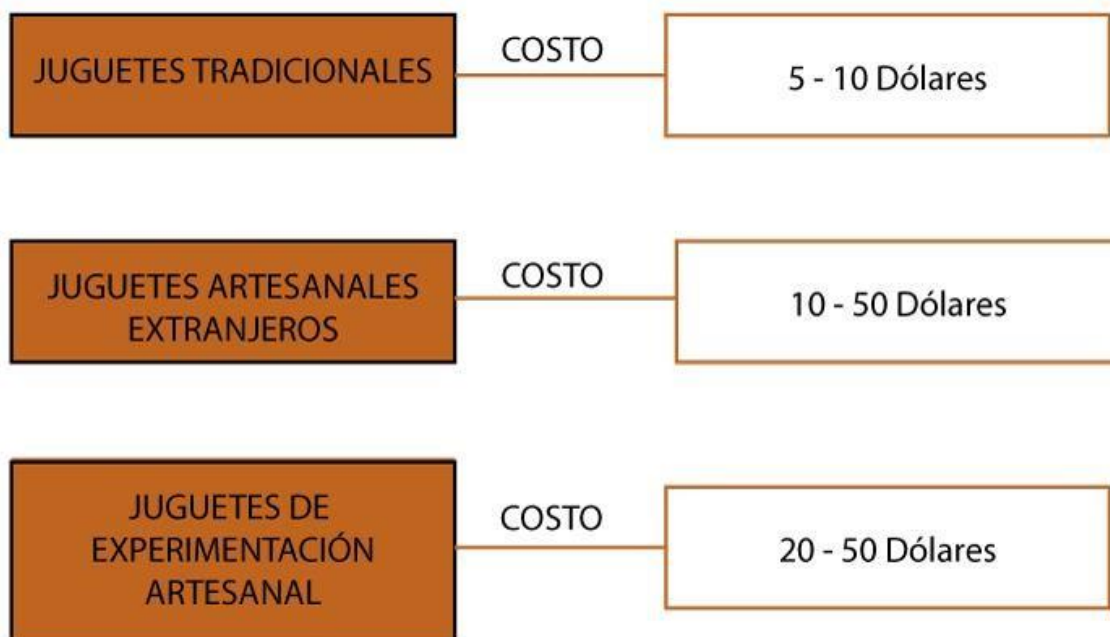 JUGUETES TRADICIONALES
COSTO
5 - 10 Dólares
JUGUETES ARTESANALES
EXTRANJEROS
COSTO
10 - 50 Dólares
JUGUETES DE
EXPERIMENTACIÓN
ARTESANAL
COSTO
20 - 50 Dólares